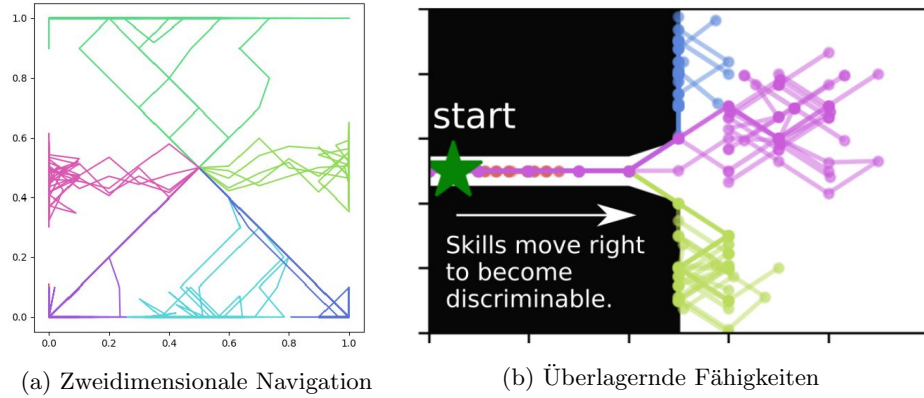 1.0
0.8
0.6
0.4
0.2
0.0
0.0 0.2 0.4 0.6 0.8 1.0
(a) Zweidimensionale Navigation
start
Skills move right
to become
discriminable.
(b) Überlagernde Fähigkeiten